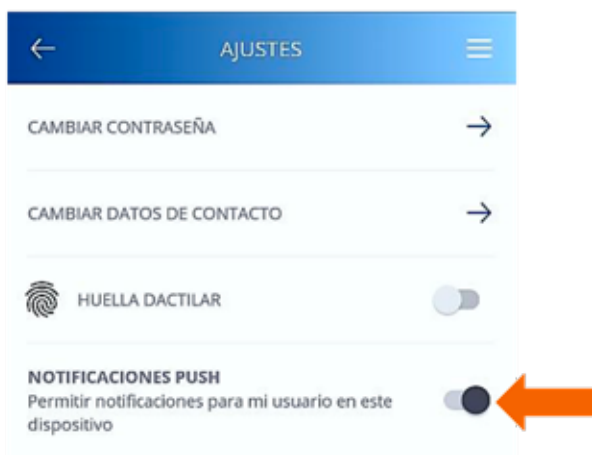 AJUSTES
CAMBIAR CONTRASEÑA
CAMBIAR DATOS DE CONTACTO
HUELLA DACTILAR
NOTIFICACIONES PUSH
Permitir notificaciones para mi usuario en este
dispositivo